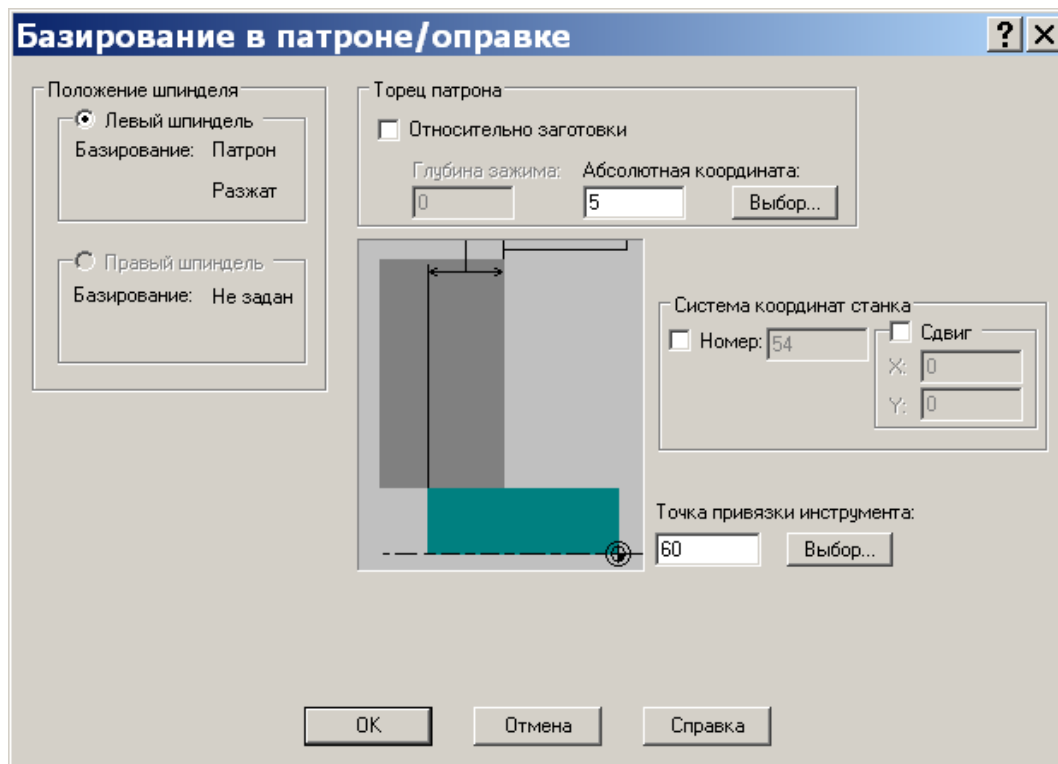 Базирование в патроне/оправке
Положение шпинделя
Левый шпиндель
Базирование: Патрон
Разжат
Правый шпиндель
Базирование: Не задан
Торец патрона
Относительно заготовки
Глубина зажима: Абсолютная координата:
0 5 Выбор...
Система координат станка
Номер: 54 Сдвиг
X: 0
Y: 0
Точка привязки инструмента:
60 Выбор...
OK Отмена Справка